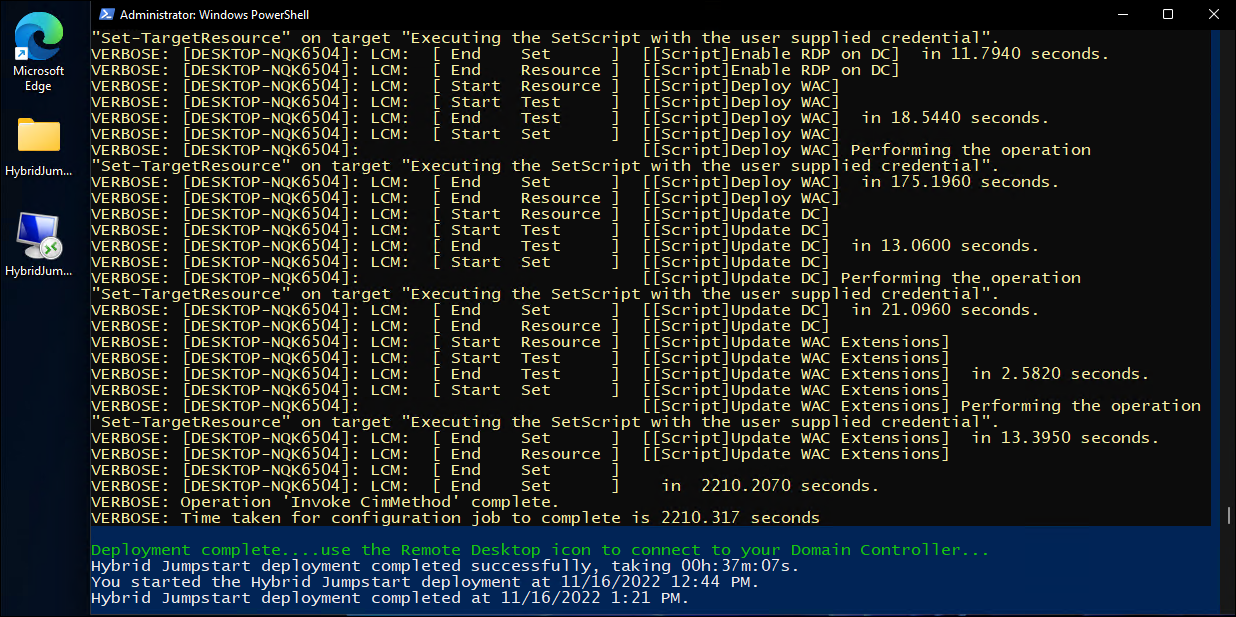 Microsoft
Edge
HybridJum...
HybridJum...
Administrator: Windows PowerShell
"Set-TargetResource" on target "Executing the SetScript with the user supplied credential".
VERBOSE: [DESKTOP-NQK6504]: LCM:  [ End    Set      ]  [[Script]Enable RDP on DC]  in 11.7940 seconds.
VERBOSE: [DESKTOP-NQK6504]: LCM:  [ End    Resource ]  [[Script]Enable RDP on DC]
VERBOSE: [DESKTOP-NQK6504]: LCM:  [ Start  Resource ]  [[Script]Deploy WAC]
VERBOSE: [DESKTOP-NQK6504]: LCM:  [ Start  Test     ]  [[Script]Deploy WAC]
VERBOSE: [DESKTOP-NQK6504]: LCM:  [ End    Test     ]  [[Script]Deploy WAC]  in 18.5440 seconds.
VERBOSE: [DESKTOP-NQK6504]: LCM:  [ Start  Set      ]  [[Script]Deploy WAC]
VERBOSE: [DESKTOP-NQK6504]:                            [[Script]Deploy WAC] Performing the operation
"Set-TargetResource" on target "Executing the SetScript with the user supplied credential".
VERBOSE: [DESKTOP-NQK6504]: LCM:  [ End    Set      ]  [[Script]Deploy WAC]  in 175.1960 seconds.
VERBOSE: [DESKTOP-NQK6504]: LCM:  [ End    Resource ]  [[Script]Deploy WAC]
VERBOSE: [DESKTOP-NQK6504]: LCM:  [ Start  Resource ]  [[Script]Update DC]
VERBOSE: [DESKTOP-NQK6504]: LCM:  [ Start  Test     ]  [[Script]Update DC]
VERBOSE: [DESKTOP-NQK6504]: LCM:  [ End    Test     ]  [[Script]Update DC]  in 13.0600 seconds.
VERBOSE: [DESKTOP-NQK6504]: LCM:  [ Start  Set      ]  [[Script]Update DC]
VERBOSE: [DESKTOP-NQK6504]:                            [[Script]Update DC] Performing the operation
"Set-TargetResource" on target "Executing the SetScript with the user supplied credential".
VERBOSE: [DESKTOP-NQK6504]: LCM:  [ End    Set      ]  [[Script]Update DC]  in 21.0960 seconds.
VERBOSE: [DESKTOP-NQK6504]: LCM:  [ End    Resource ]  [[Script]Update DC]
VERBOSE: [DESKTOP-NQK6504]: LCM:  [ Start  Resource ]  [[Script]Update WAC Extensions]
VERBOSE: [DESKTOP-NQK6504]: LCM:  [ Start  Test     ]  [[Script]Update WAC Extensions]
VERBOSE: [DESKTOP-NQK6504]: LCM:  [ End    Test     ]  [[Script]Update WAC Extensions]  in 2.5820 seconds.
VERBOSE: [DESKTOP-NQK6504]: LCM:  [ Start  Set      ]  [[Script]Update WAC Extensions]
VERBOSE: [DESKTOP-NQK6504]:                            [[Script]Update WAC Extensions] Performing the operation
"Set-TargetResource" on target "Executing the SetScript with the user supplied credential".
VERBOSE: [DESKTOP-NQK6504]: LCM:  [ End    Set      ]  [[Script]Update WAC Extensions]  in 13.3950 seconds.
VERBOSE: [DESKTOP-NQK6504]: LCM:  [ End    Resource ]  [[Script]Update WAC Extensions]
VERBOSE: [DESKTOP-NQK6504]: LCM:  [ End    Set      ]
VERBOSE: [DESKTOP-NQK6504]: LCM:  [ End    Set      ]    in  2210.2070 seconds.
VERBOSE: Operation 'Invoke CimMethod' complete.
VERBOSE: Time taken for configuration job to complete is 2210.317 seconds
Deployment complete....use the Remote Desktop icon to connect to your Domain Controller...
Hybrid Jumpstart deployment completed successfully, taking 00h:37m:07s.
You started the Hybrid Jumpstart deployment at 11/16/2022 12:44 PM.
Hybrid Jumpstart deployment completed at 11/16/2022 1:21 PM.